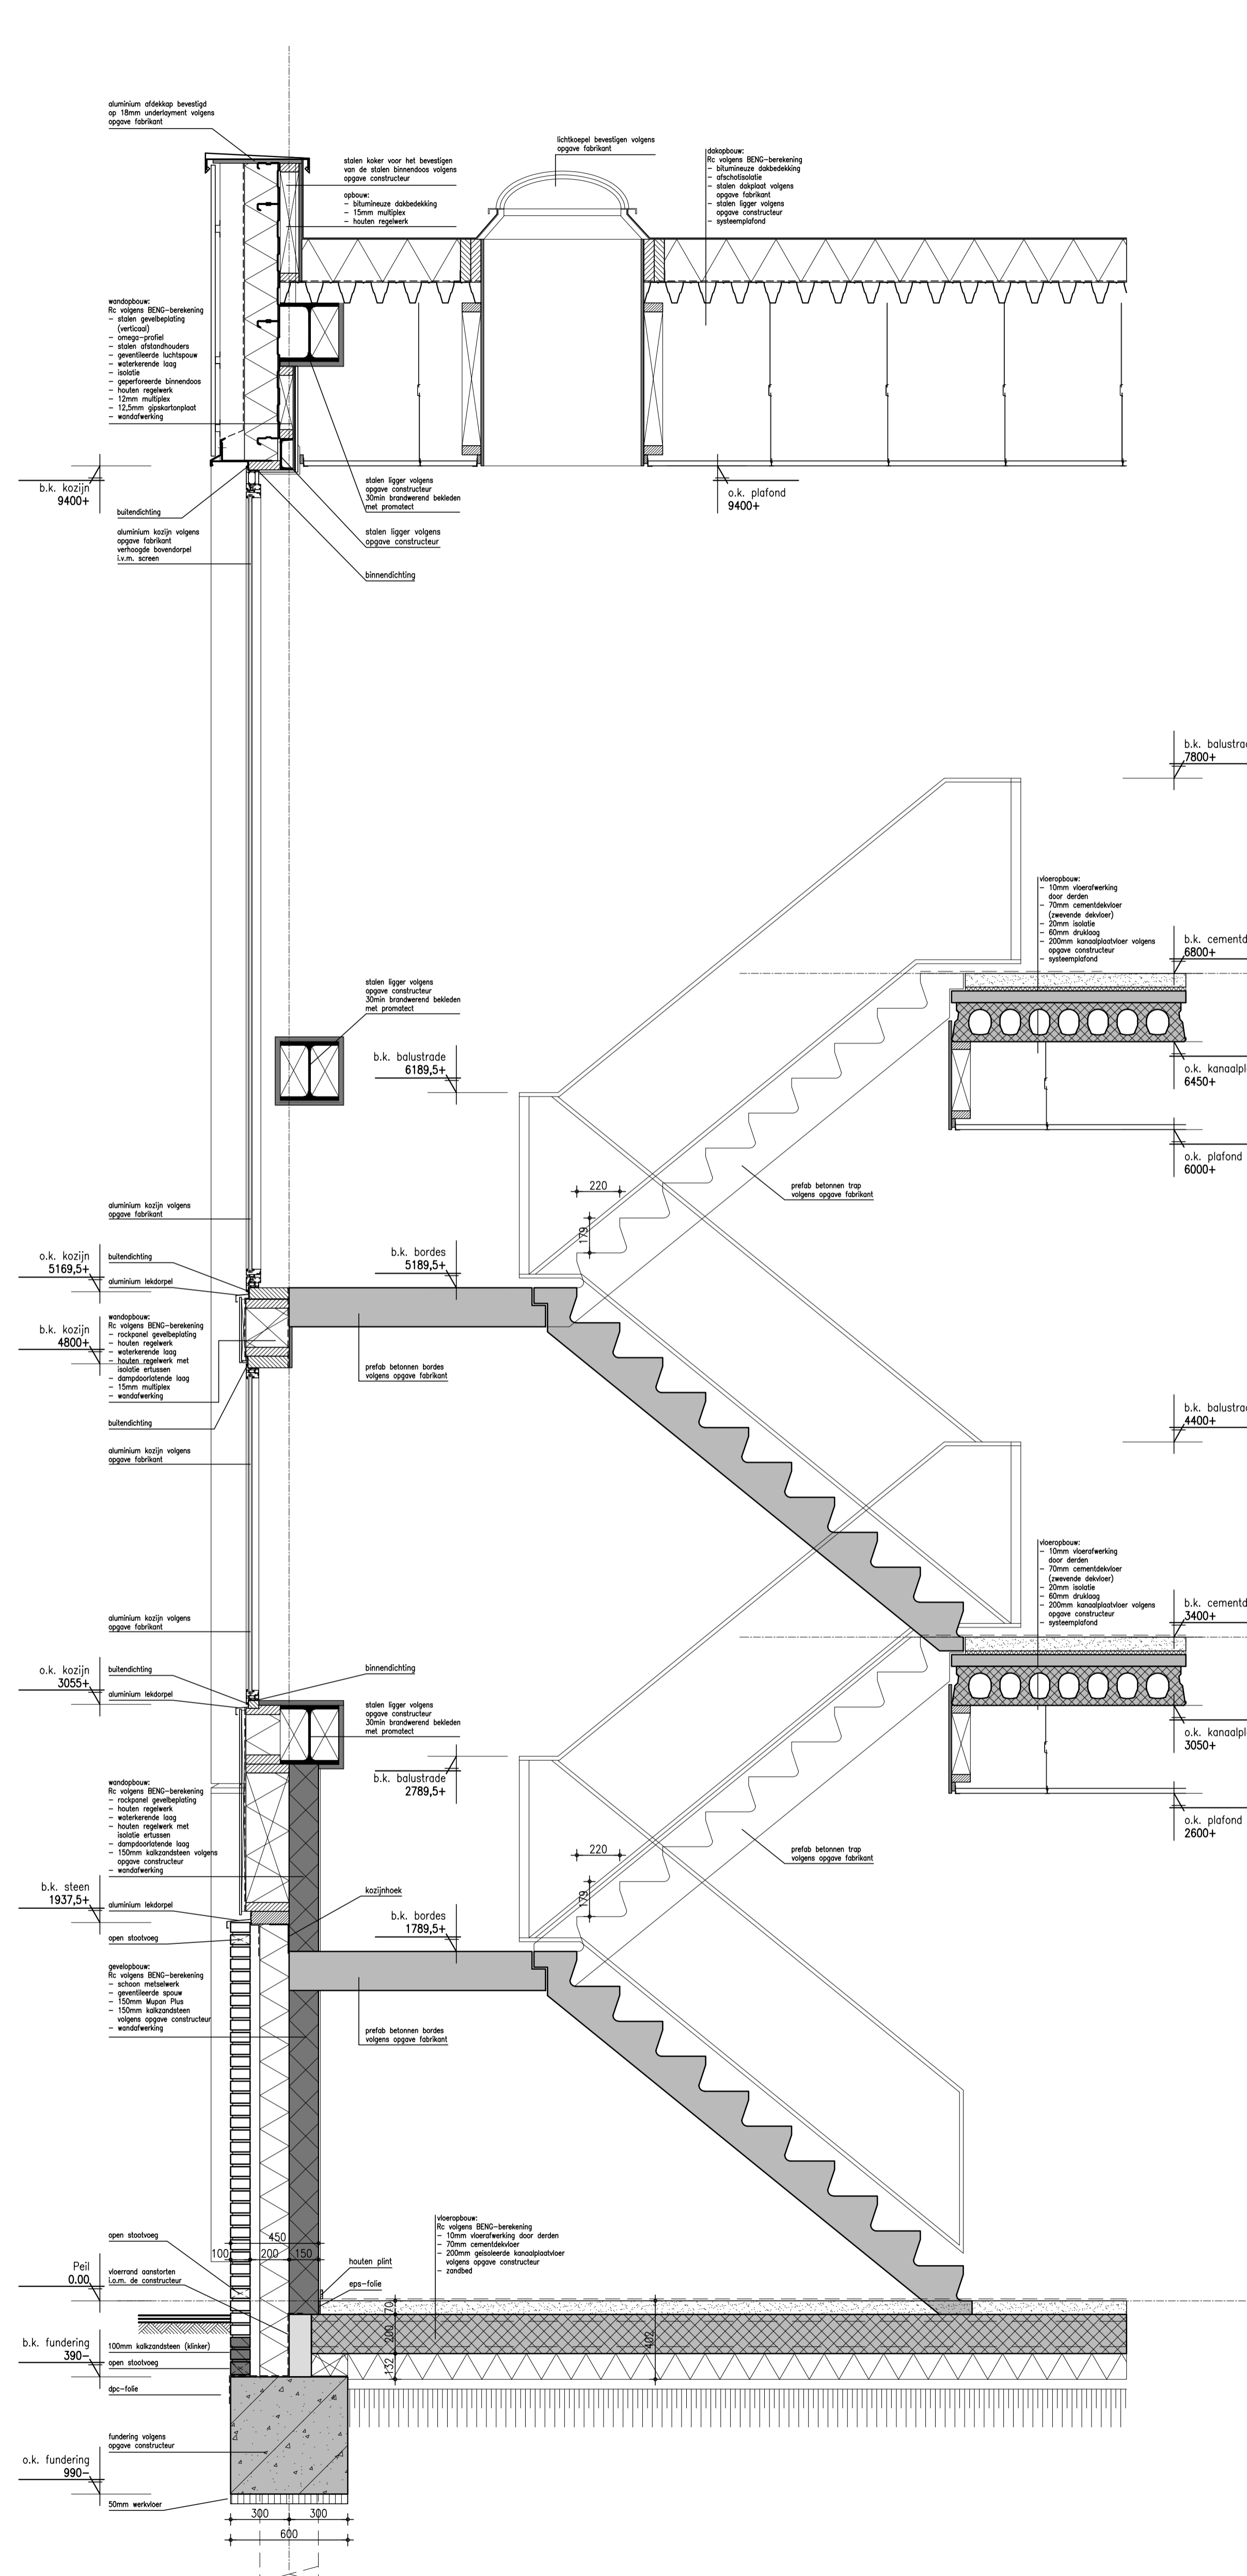 aluminium afdekkap bevestigd
op 18mm underlayment volgens
opgave fabrikant
stalen koker voor het bevestigen
van de stalen binnendoos volgens
opgave constructeur
opbouw:
- bitumineuze dakbedekking
- 15mm multiplex
- houten regelwerk
lichtkoepel bevestigen volgens
opgave fabrikant
dakopbouw:
Rc volgens BENG-berekening
- bitumineuze dakbedekking
- afschotisolatie
- stalen dakplaat volgens
opgave fabrikant
- stalen ligger volgens
opgave constructeur
- systeemplafond
wandopbouw:
Rc volgens BENG-berekening
- stalen gevelbeplating
(verticaal)
- omega-profiel
- stalen afstandhouders
- geventileerde luchtspouw
- waterkerende laag
- isolatie
- geperforeerde binnendoos
- houten regelwerk
- 12mm multiplex
- 12,5mm gipskartonplaat
- wandafwerking
b.k. kozijn
9400+
stalen ligger volgens
opgave constructeur
30min brandwerend bekleden
met promatect
o.k. plafond
9400+
buitendichting
aluminium kozijn volgens
opgave fabrikant
verhoogde bovendorpel
i.v.m. screen
stalen ligger volgens
opgave constructeur
binnendichting
b.k. balustrad
7800+
vloeropbouw:
- 10mm vloerafwerking
door derden
- 70mm cementdekvloer
(zwevende dekvloer)
- 20mm isolatie
- 60mm druklaag
- 200mm kanaalplaatvloer volgens
opgave constructeur
- systeemplafond
b.k. cementd
6800+
stalen ligger volgens
opgave constructeur
30min brandwerend bekleden
met promatect
b.k. balustrade
6189,5+
o.k. kanaalpl
6450+
o.k. plafond
6000+
prefab betonnen trap
volgens opgave fabrikant
220
179
aluminium kozijn volgens
opgave fabrikant
o.k. kozijn
5169,5+
buitendichting
aluminium lekdorpel
b.k. bordes
5189,5+
b.k. kozijn
4800+
wandopbouw:
Rc volgens BENG-berekening
- rockpanel gevelbeplating
- houten regelwerk
- waterkerende laag
- houten regelwerk met
isolatie ertussen
- dampdoorlatende laag
- 15mm multiplex
- wandafwerking
prefab betonnen bordes
volgens opgave fabrikant
buitendichting
aluminium kozijn volgens
opgave fabrikant
b.k. balustrad
4400+
vloeropbouw:
- 10mm vloerafwerking
door derden
- 70mm cementdekvloer
(zwevende dekvloer)
- 20mm isolatie
- 60mm druklaag
- 200mm kanaalplaatvloer volgens
opgave constructeur
- systeemplafond
b.k. cementd
3400+
aluminium kozijn volgens
opgave fabrikant
o.k. kozijn
3055+
buitendichting
aluminium lekdorpel
binnendichting
stalen ligger volgens
opgave constructeur
30min brandwerend bekleden
met promatect
o.k. kanaalpl
3050+
b.k. balustrade
2789,5+
o.k. plafond
2600+
wandopbouw:
Rc volgens BENG-berekening
- rockpanel gevelbeplating
- houten regelwerk
- waterkerende laag
- houten regelwerk met
isolatie ertussen
- dampdoorlatende laag
- 150mm kalkzandsteen volgens
opgave constructeur
- wandafwerking
prefab betonnen trap
volgens opgave fabrikant
220
179
b.k. steen
1937,5+
aluminium lekdorpel
open stootvoeg
kozijnhoek
b.k. bordes
1789,5+
gevelopbouw:
Rc volgens BENG-berekening
- schoon metselwerk
- geventileerde spouw
- 150mm Mupan Plus
- 150mm kalkzandsteen
volgens opgave constructeur
- wandafwerking
prefab betonnen bordes
volgens opgave fabrikant
vloeropbouw:
Rc volgens BENG-berekening
- 10mm vloerafwerking door derden
- 70mm cementdekvloer
- 200mm geisoleerde kanaalplaatvloer
volgens opgave constructeur
- zandbed
open stootvoeg
450
100 200 150
houten plint
eps-folie
Peil
0.00
vloerrand aanstorten
i.o.m. de constructeur
70
200
132
402
b.k. fundering
390-
100mm kalkzandsteen (klinker)
open stootvoeg
dpc-folie
fundering volgens
opgave constructeur
o.k. fundering
990-
50mm werkvloer
300 300
600